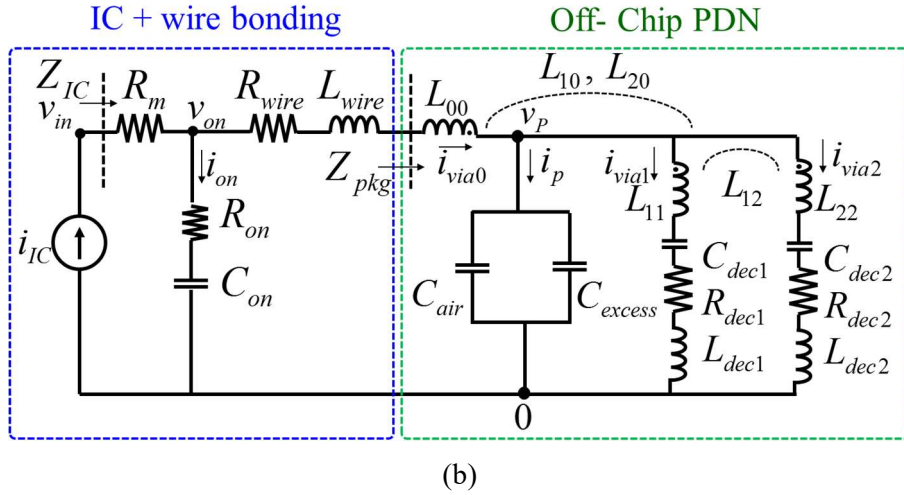 IC + wire bonding
Off- Chip PDN
Z_IC
R_m
v_in
v_on
R_wire
L_wire
L_00
L_10 , L_20
v_P
i_on
Z_pkg
i_via0
i_p
i_via1
L_11
L_12
i_via2
L_22
i_IC
R_on
C_on
C_air
C_excess
C_dec1
R_dec1
L_dec1
C_dec2
R_dec2
L_dec2
0
(b)